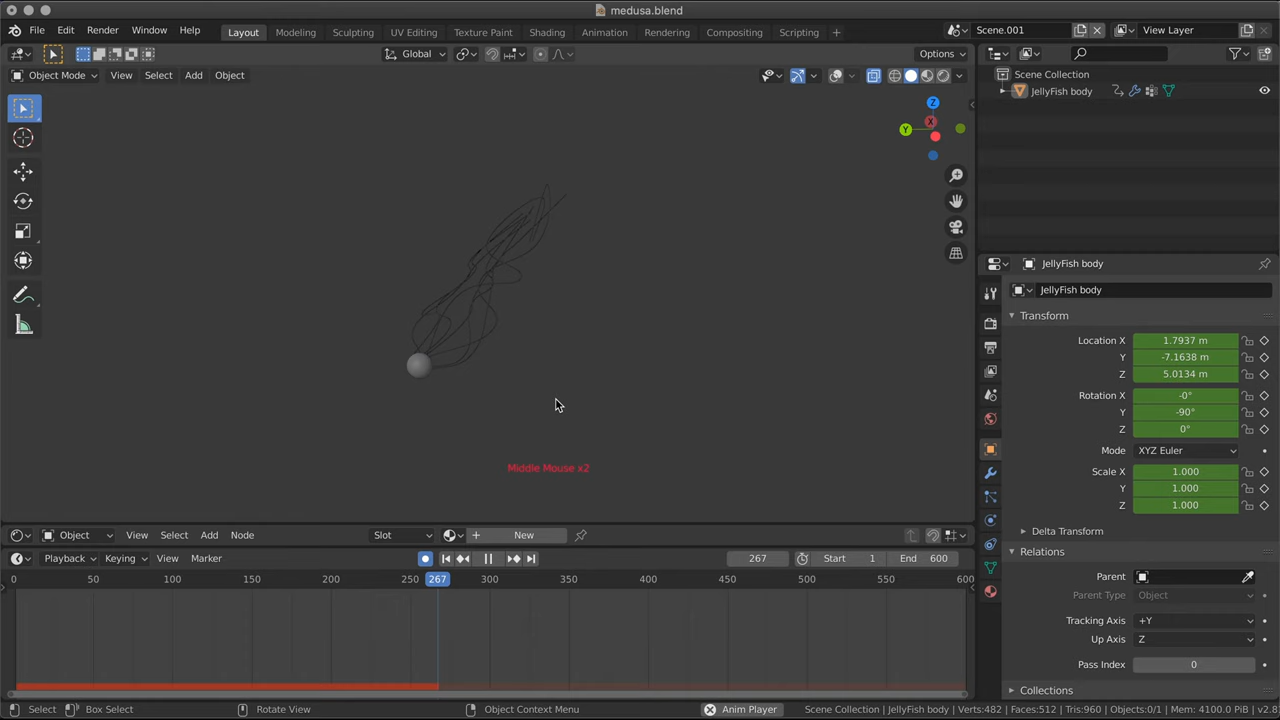 medusa.blend
File Edit Render Window Help Layout Modeling Sculpting UV Editing Texture Paint Shading Animation Rendering Compositing Scripting + Scene.001 View Layer
Global Options
Object Mode View Select Add Object
Scene Collection
JellyFish body
Z
Y
X
JellyFish body
JellyFish body
Transform
Location X 1.7937 m
Y -7.1638 m
Z 5.0134 m
Rotation X -0°
Y -90°
Z 0°
Mode XYZ Euler
Scale X 1.000
Y 1.000
Z 1.000
Delta Transform
Relations
Parent
Parent Type Object
Tracking Axis +Y
Up Axis Z
Pass Index 0
Collections
Middle Mouse x2
Object View Select Add Node Slot New
Playback Keying View Marker 267 Start 1 End 600
0 50 100 150 200 250 267 300 350 400 450 500 550 600
Select Box Select Rotate View Object Context Menu Anim Player Scene Collection | JellyFish body | Verts:482 | Faces:512 | Tris:960 | Objects:0/1 | Mem: 4100.0 PiB | v2.8